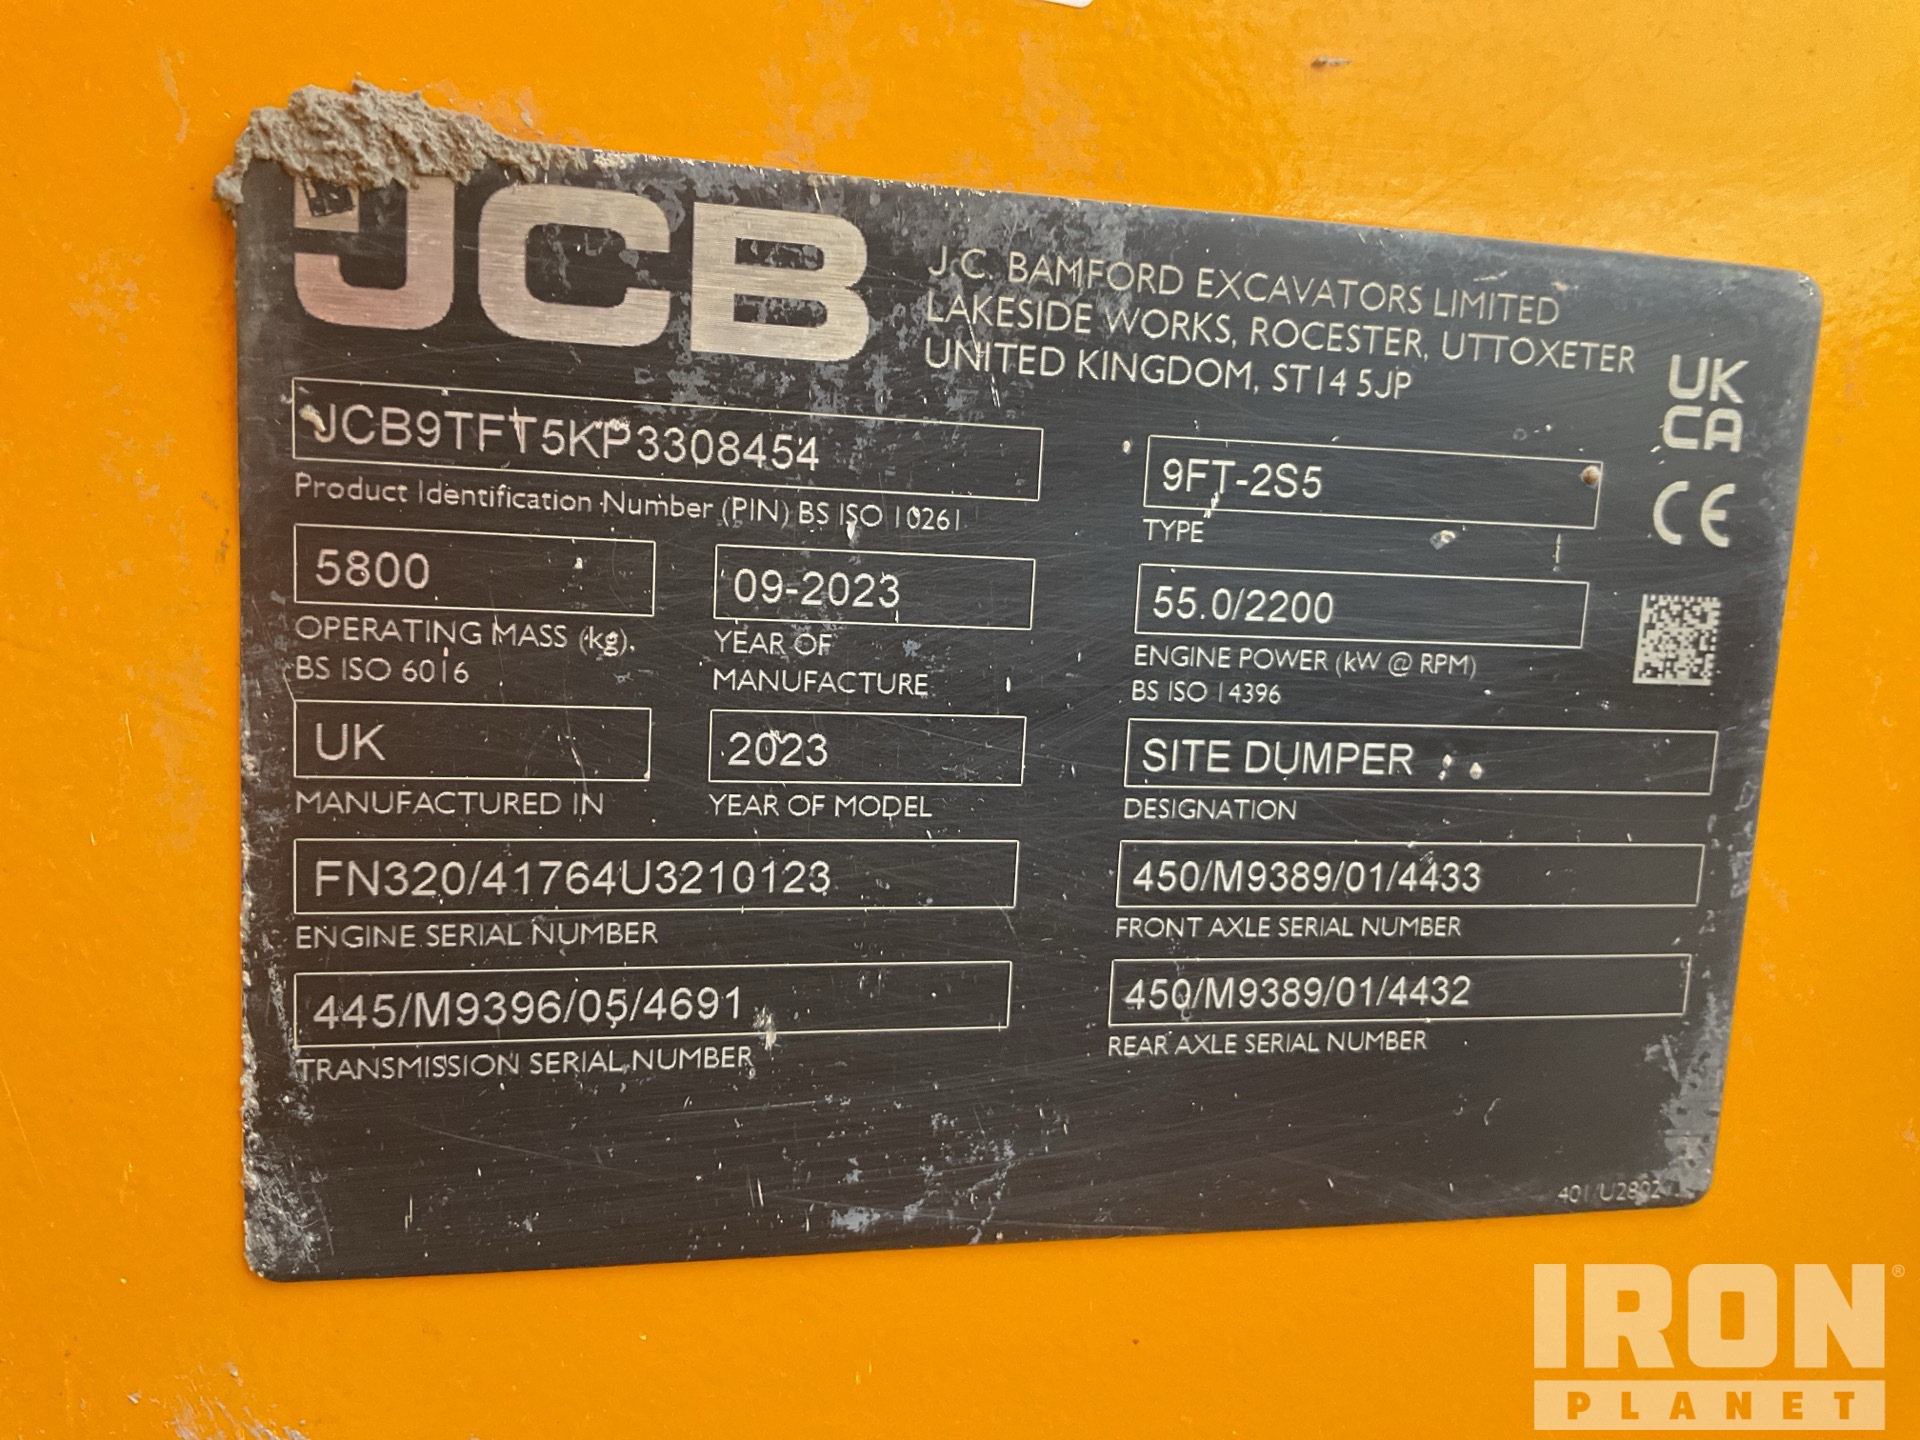 JCB
J.C. BAMFORD EXCAVATORS LIMITED
LAKESIDE WORKS, ROCESTER, UTTOXETER
UNITED KINGDOM, ST14 5JP
UK
CA
CE
JCB9TFT5KP3308454
Product Identification Number (PIN) BS ISO 10261
9FT-2S5
TYPE
5800
OPERATING MASS (kg).
BS ISO 6016
09-2023
YEAR OF
MANUFACTURE
55.0/2200
ENGINE POWER (kW @ RPM)
BS ISO 14396
UK
MANUFACTURED IN
2023
YEAR OF MODEL
SITE DUMPER
DESIGNATION
FN320/41764U3210123
ENGINE SERIAL NUMBER
450/M9389/01/4433
FRONT AXLE SERIAL NUMBER
445/M9396/05/4691
TRANSMISSION SERIAL NUMBER
450/M9389/01/4432
REAR AXLE SERIAL NUMBER
401/U2802
IRON®
PLANET